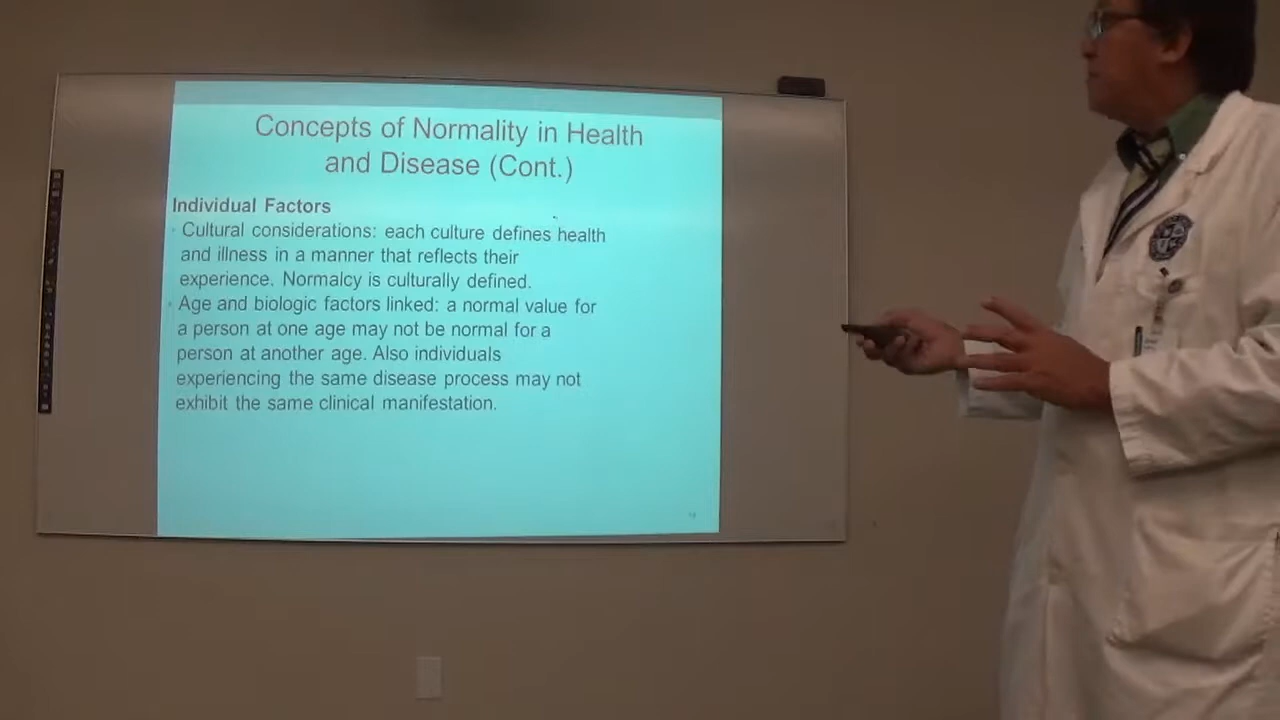 Concepts of Normality in Health
and Disease (Cont.)
Individual Factors
Cultural considerations: each culture defines health
and illness in a manner that reflects their
experience. Normalcy is culturally defined.
Age and biologic factors linked: a normal value for
a person at one age may not be normal for a
person at another age. Also individuals
experiencing the same disease process may not
exhibit the same clinical manifestation.